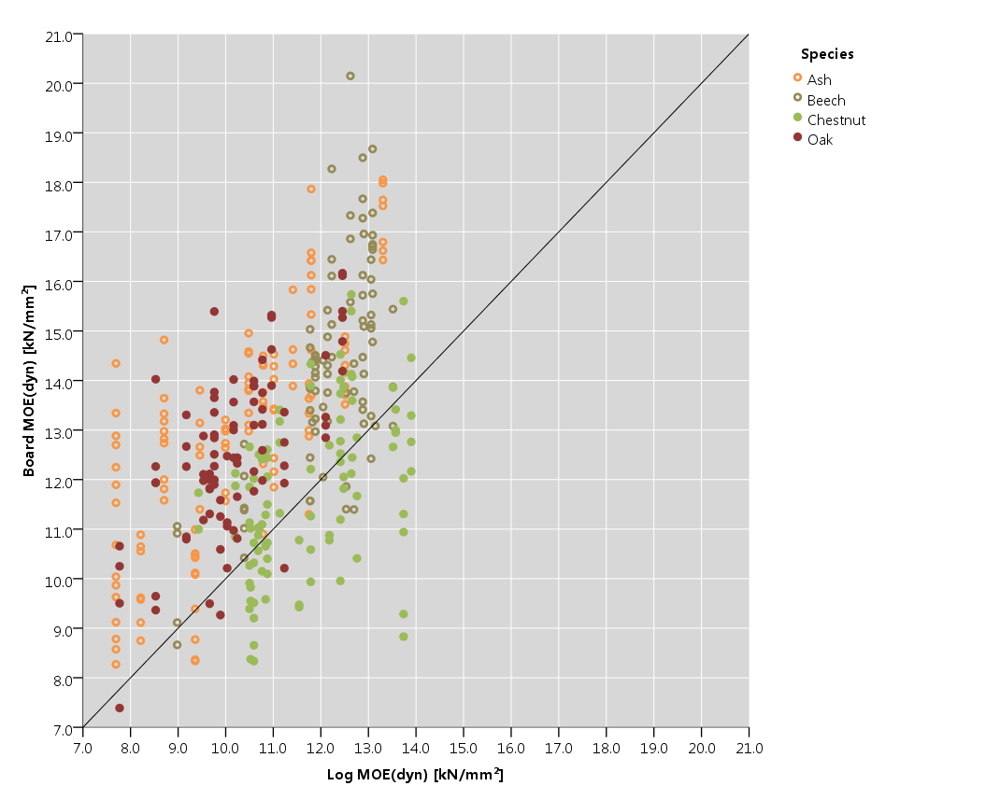 21.0
20.0
19.0
18.0
17.0
16.0
15.0
14.0
13.0
12.0
11.0
10.0
9.0
8.0
7.0
Board MOE(dyn) [kN/mm²]
7.0 8.0 9.0 10.0 11.0 12.0 13.0 14.0 15.0 16.0 17.0 18.0 19.0 20.0 21.0
Log MOE(dyn) [kN/mm²]
Species
Ash
Beech
Chestnut
Oak